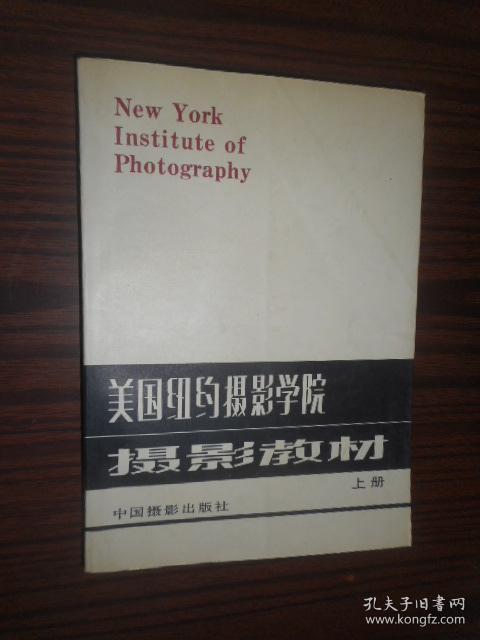 New York
Institute of
Photography
美国纽约摄影学院
摄影教材
上册
中国摄影出版社
孔夫子旧书网
www.kongfz.com